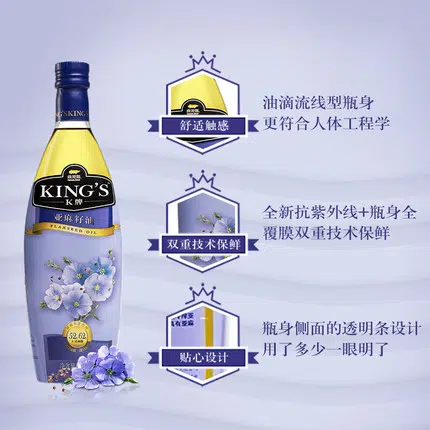 KING'S
KING'S
K牌
亚麻籽油
FLAXSEED OIL
52.62
舒适触感
油滴流线型瓶身
更符合人体工程学
双重技术保鲜
全新抗紫外线+瓶身全
覆膜双重技术保鲜
贴心设计
瓶身侧面的透明条设计
用了多少一眼明了